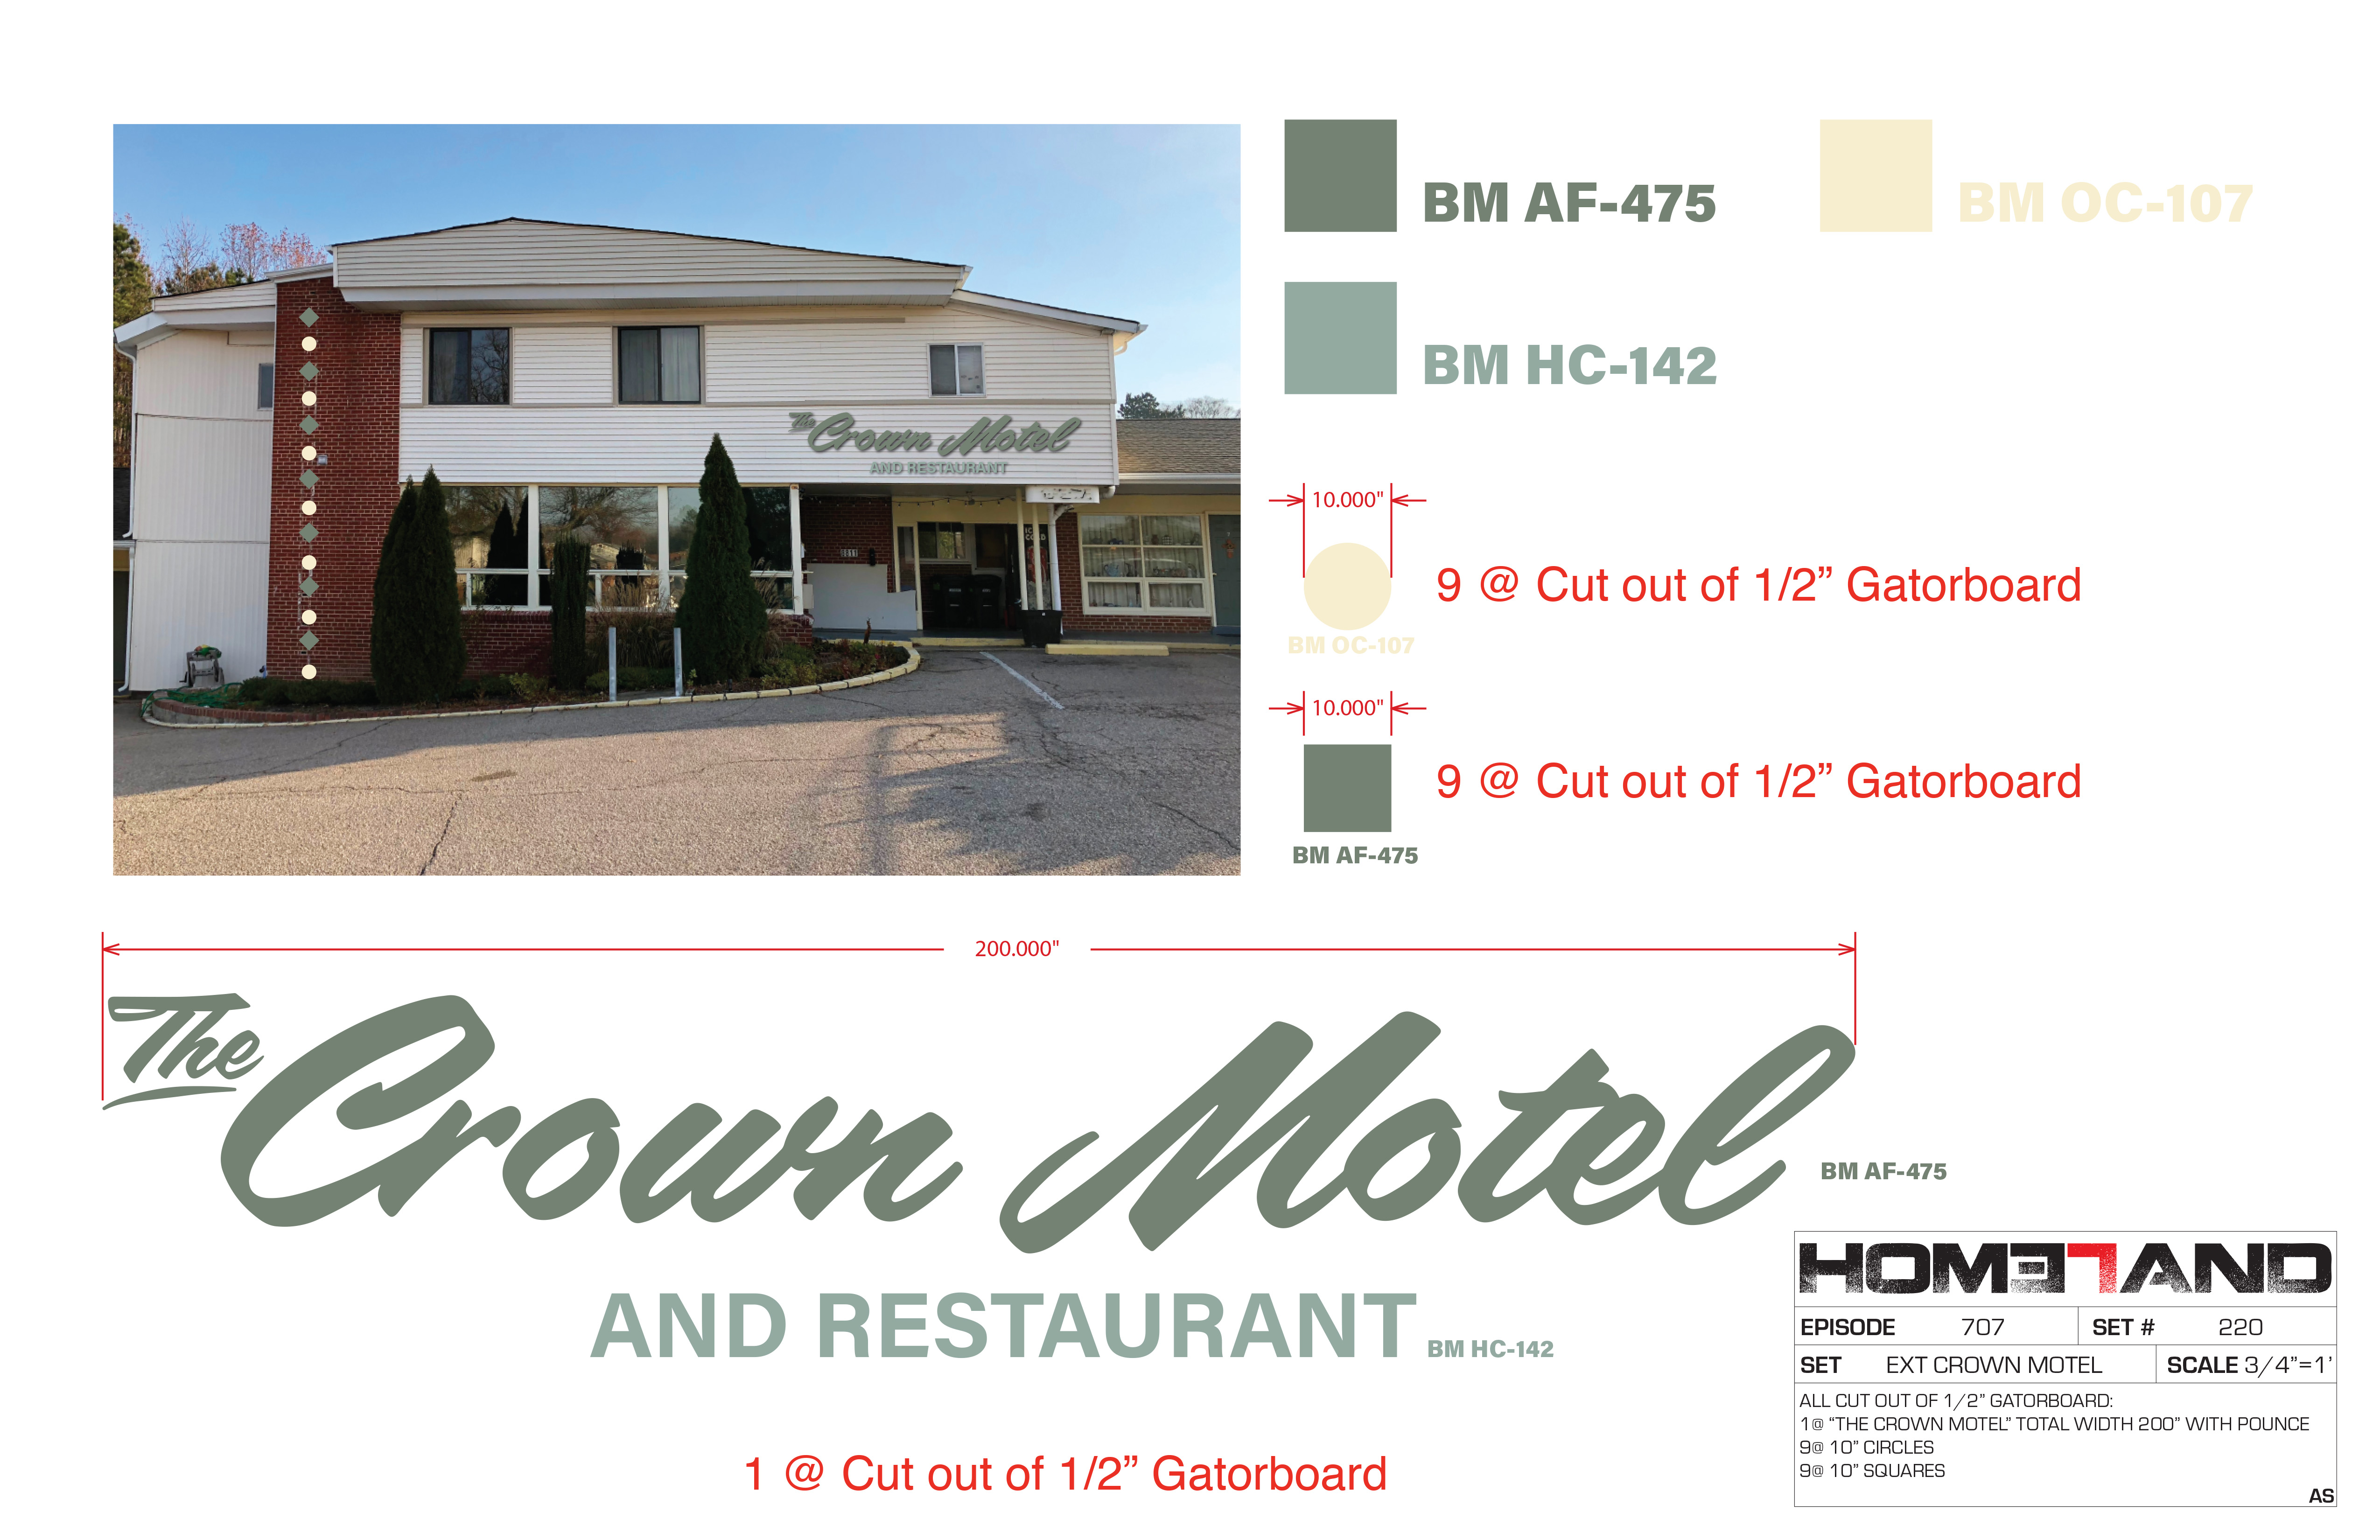 The Crown Motel
AND RESTAURANT
3811
BM AF-475
BM OC-107
BM HC-142
10.000"
9 @ Cut out of 1/2” Gatorboard
BM OC-107
10.000"
9 @ Cut out of 1/2” Gatorboard
BM AF-475
200.000"
The Crown Motel
BM AF-475
AND RESTAURANT
BM HC-142
1 @ Cut out of 1/2” Gatorboard
HOMELAND
EPISODE 707 SET # 220
SET EXT CROWN MOTEL SCALE 3/4”=1’
ALL CUT OUT OF 1/2” GATORBOARD:
1@ “THE CROWN MOTEL” TOTAL WIDTH 200” WITH POUNCE
9@ 10” CIRCLES
9@ 10” SQUARES
AS